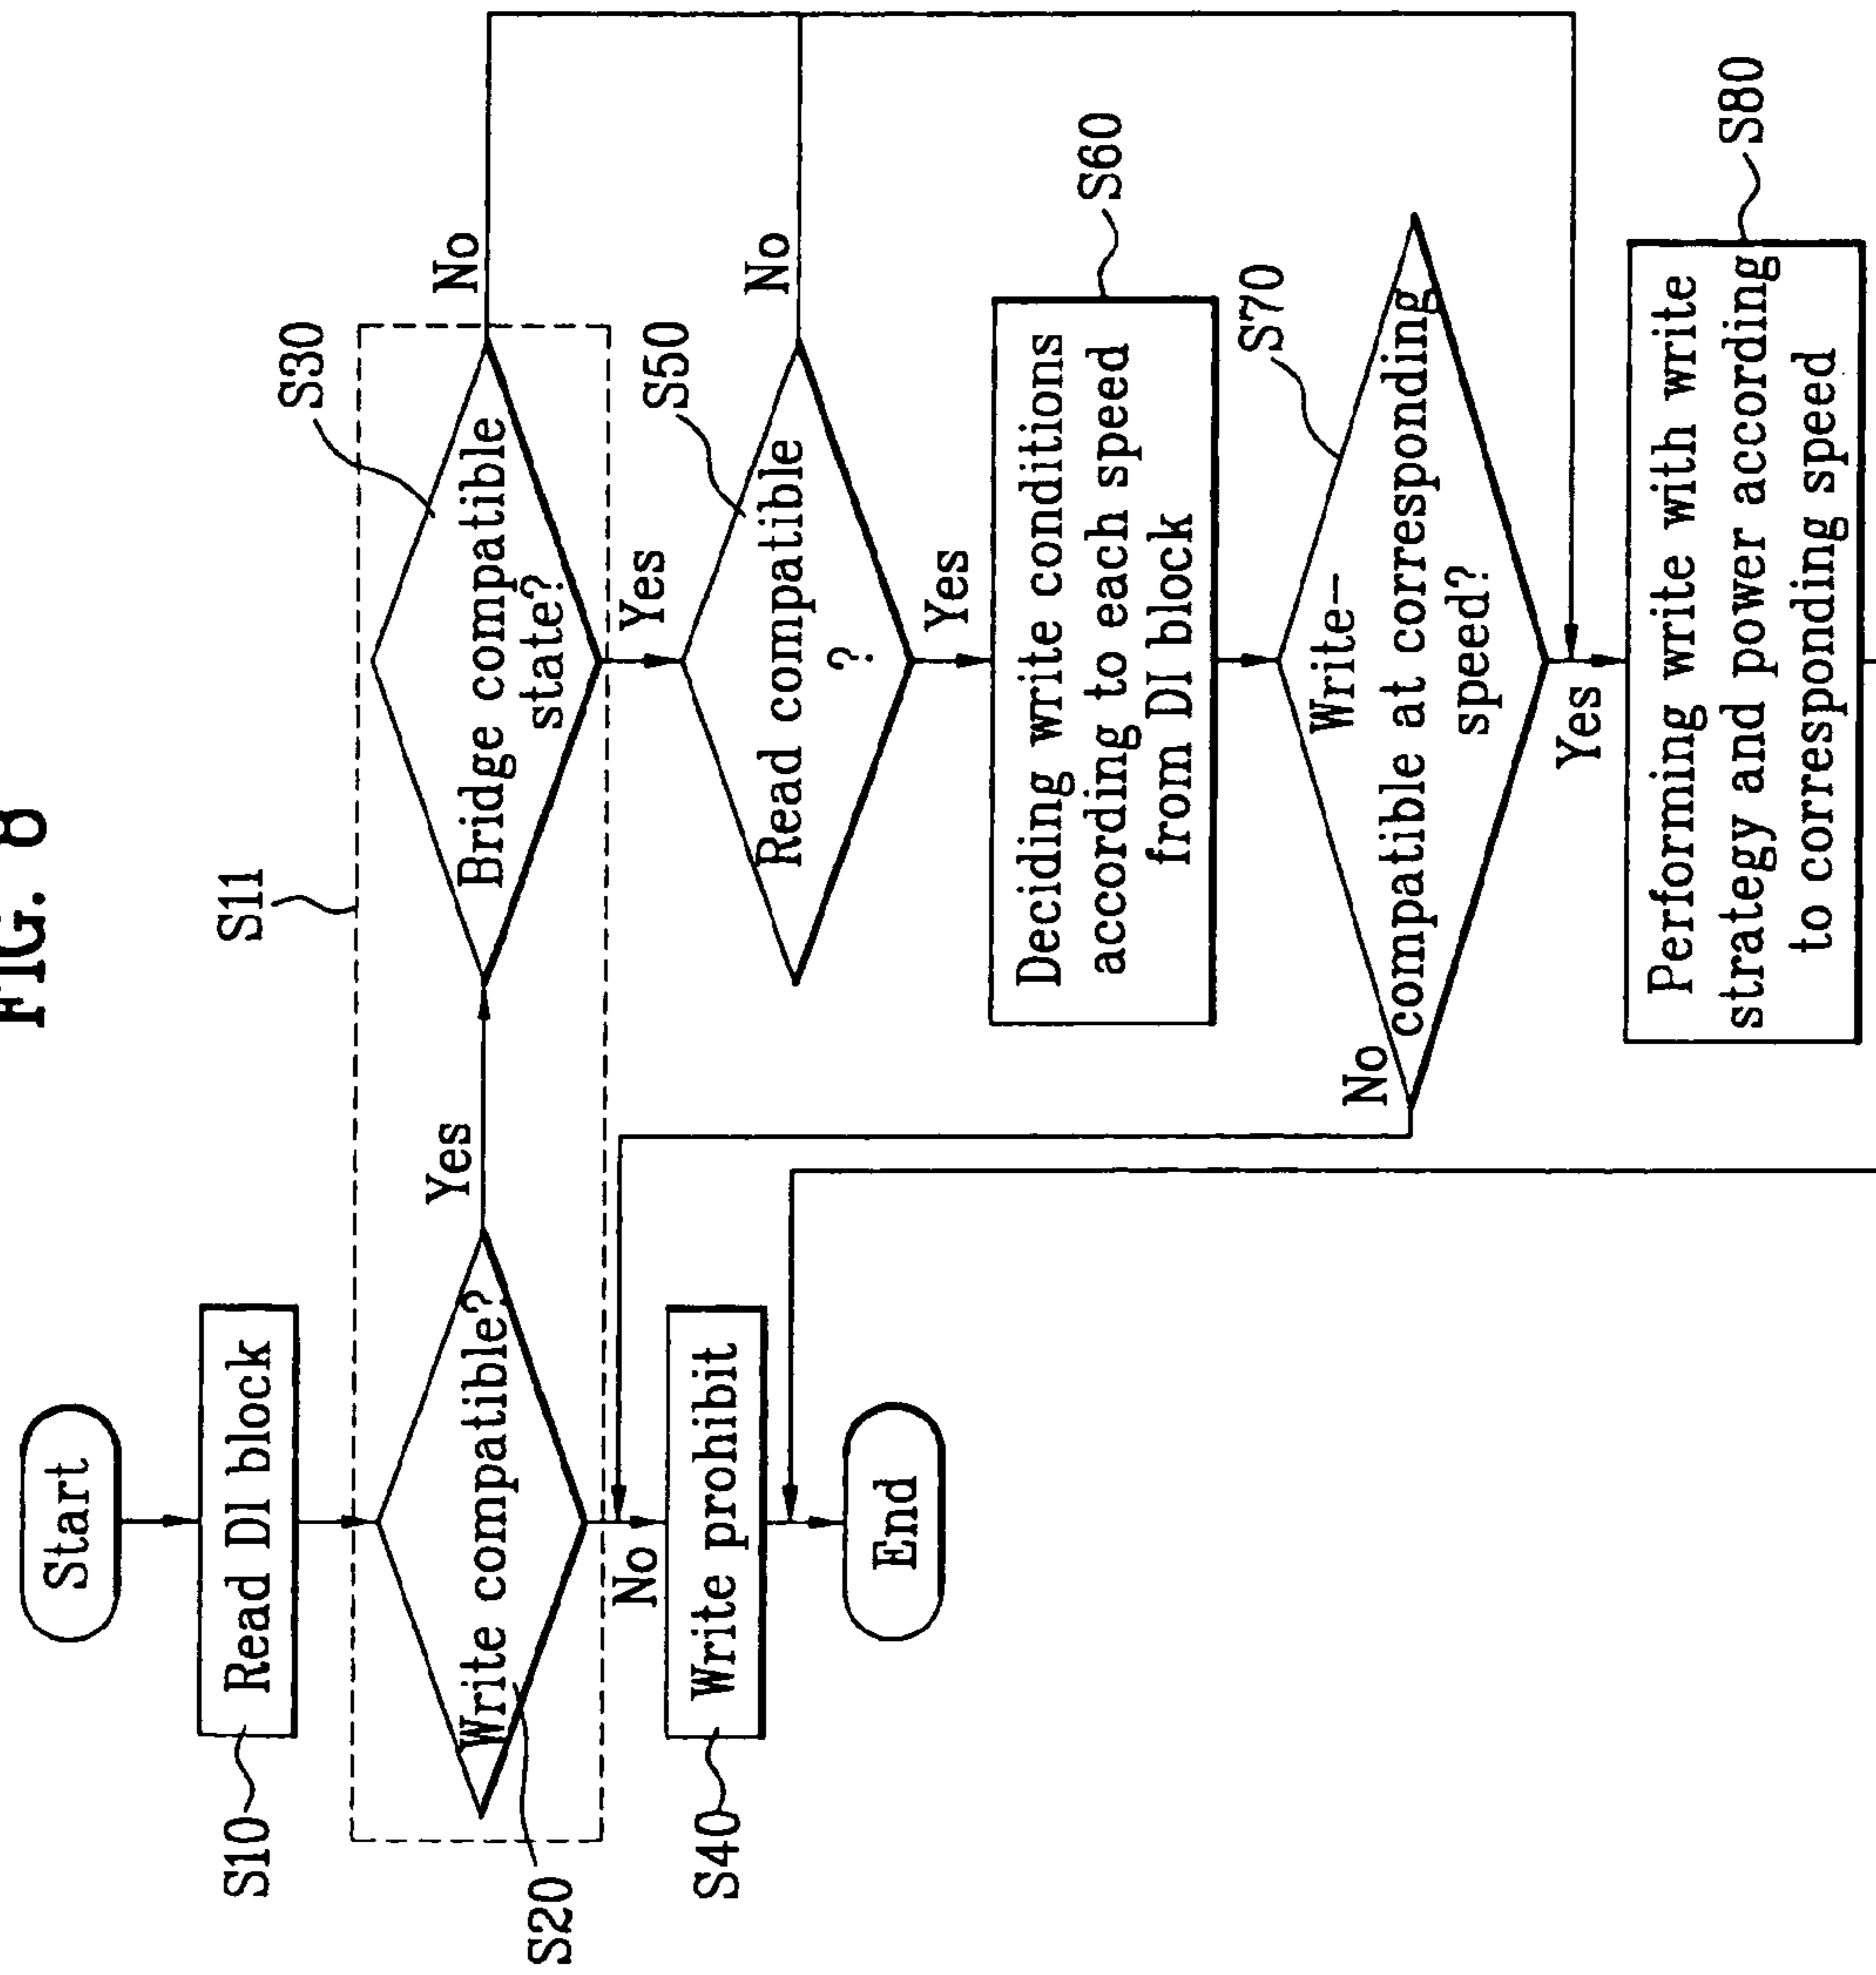 FIG. 8
Start
S10
Read DI block
S11
S20
Write compatible?
Yes
No
S30
Bridge compatible
state?
No
Yes
S40
Write prohibit
End
S50
Read compatible
?
No
Yes
S60
Deciding write conditions
according to each speed
from DI block
S70
Write-
compatible at corresponding
speed?
No
Yes
S80
Performing write with write
strategy and power according
to corresponding speed